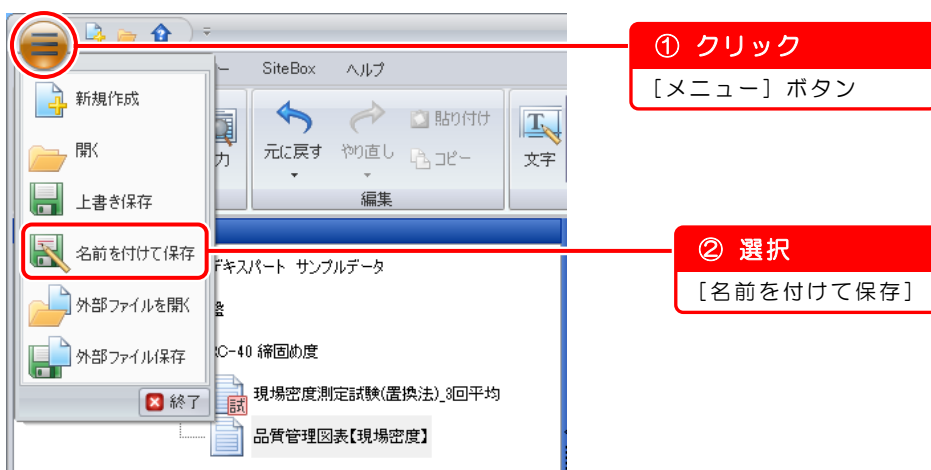 ① クリック
[メニュー] ボタン
SiteBox ヘルプ
新規作成
開く
上書き保存
名前を付けて保存
外部ファイルを開く
外部ファイル保存
終了
力
元に戻す
やり直し
貼り付け
コピー
文字
編集
② 選択
[名前を付けて保存]
デキスパート サンプルデータ
盤
RC-40 締固め度
試
現場密度測定試験(置換法)_3回平均
品質管理図表【現場密度】